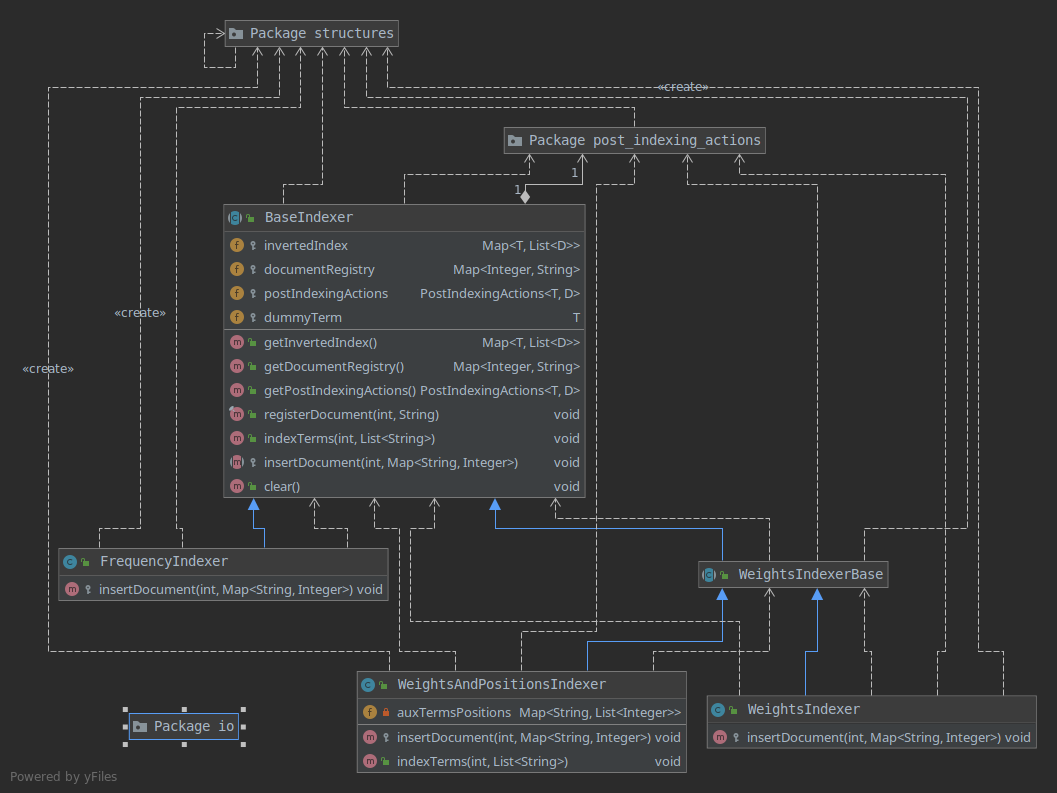 Package structures
«create»
Package post_indexing_actions
1
1
BaseIndexer
invertedIndex Map<T, List<D>>
documentRegistry Map<Integer, String>
postIndexingActions PostIndexingActions<T, D>
dummyTerm T
getInvertedIndex() Map<T, List<D>>
getDocumentRegistry() Map<Integer, String>
getPostIndexingActions() PostIndexingActions<T, D>
registerDocument(int, String) void
indexTerms(int, List<String>) void
insertDocument(int, Map<String, Integer>) void
clear() void
«create»
«create»
FrequencyIndexer
insertDocument(int, Map<String, Integer>) void
WeightsIndexerBase
WeightsAndPositionsIndexer
auxTermsPositions Map<String, List<Integer>>
insertDocument(int, Map<String, Integer>) void
indexTerms(int, List<String>) void
WeightsIndexer
insertDocument(int, Map<String, Integer>) void
Package io
Powered by yFiles